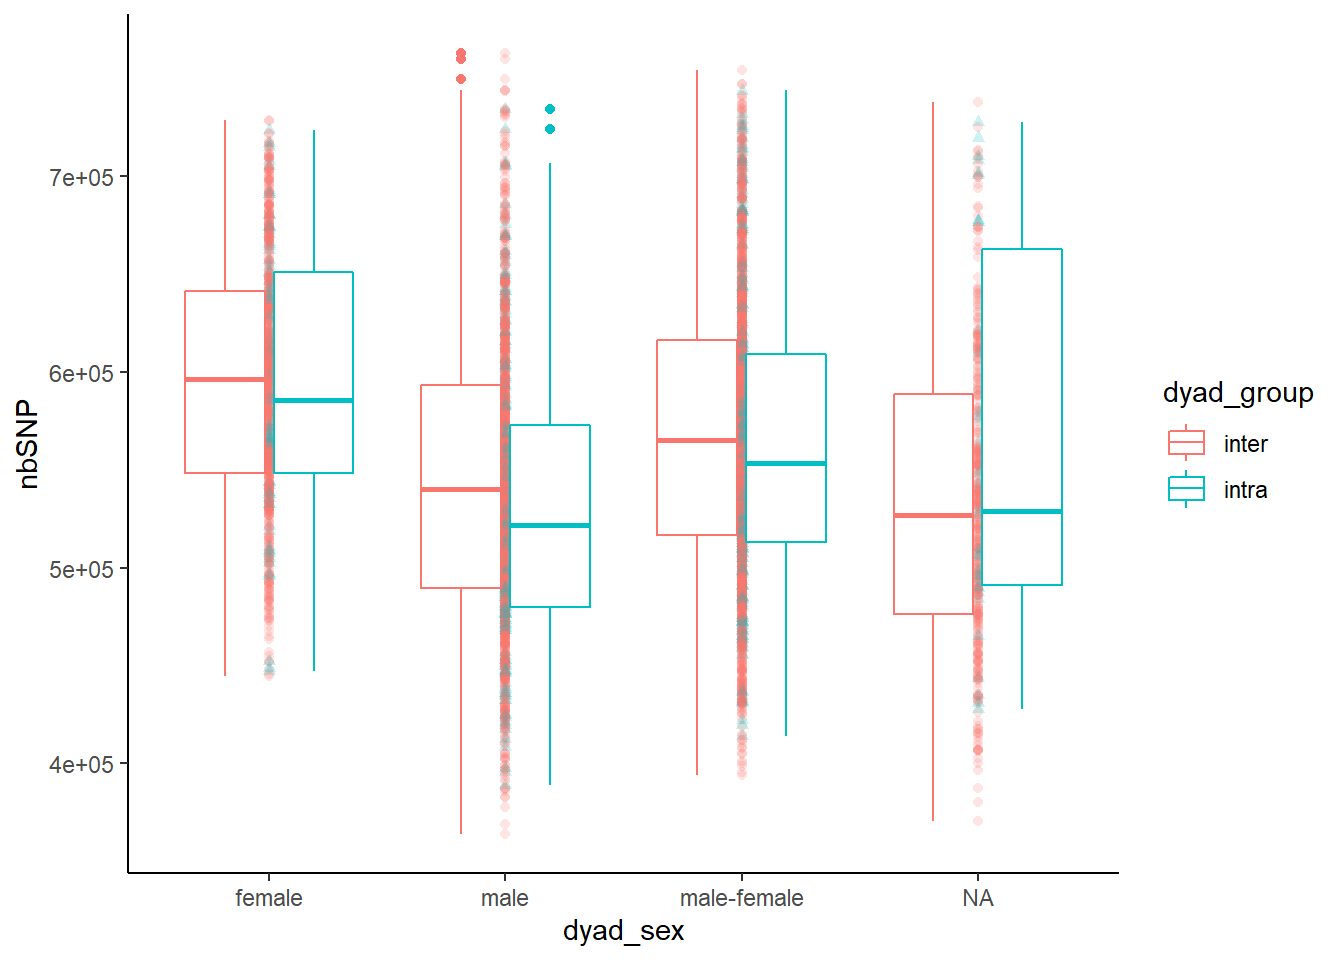 7e+05
6e+05
5e+05
4e+05
nbSNP
female
male
male-female
NA
dyad_sex
dyad_group
inter
intra